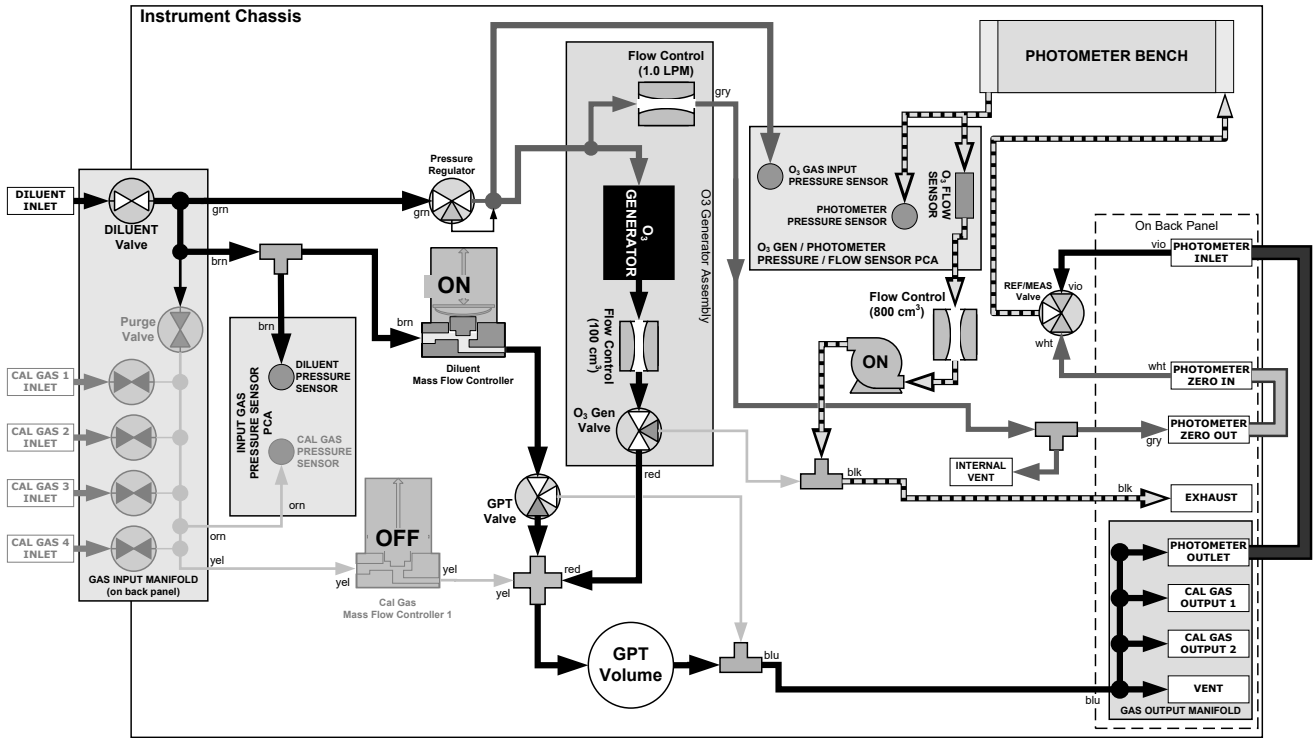 Instrument Chassis
Flow Control
(1.0 LPM)
gry
PHOTOMETER BENCH
Pressure
Regulator
O₃ GAS INPUT
PRESSURE SENSOR
O₃ FLOW
SENSOR
PHOTOMETER
PRESSURE SENSOR
O₃ GEN / PHOTOMETER
PRESSURE / FLOW SENSOR PCA
DILUENT
INLET
DILUENT
Valve
grn
grn
O₃
GENERATOR
O3 Generator Assembly
On Back Panel
vio
PHOTOMETER
INLET
brn
ON
REF/MEAS
Valve
vio
Purge
Valve
brn
brn
Flow Control
(100 cm³)
Flow Control
(800 cm³)
ON
wht
wht
PHOTOMETER
ZERO IN
CAL GAS 1
INLET
DILUENT
PRESSURE
SENSOR
Diluent
Mass Flow Controller
INPUT GAS
PRESSURE SENSOR
PCA
O₃ Gen
Valve
CAL GAS 2
INLET
CAL GAS
PRESSURE
SENSOR
PHOTOMETER
ZERO OUT
gry
INTERNAL
VENT
red
blk
blk
EXHAUST
CAL GAS 3
INLET
orn
GPT
Valve
orn
OFF
CAL GAS 4
INLET
yel
yel
yel
yel
red
GAS INPUT MANIFOLD
(on back panel)
Cal Gas
Mass Flow Controller 1
PHOTOMETER
OUTLET
CAL GAS
OUTPUT 1
CAL GAS
OUTPUT 2
GPT
Volume
blu
VENT
blu
GAS OUTPUT MANIFOLD